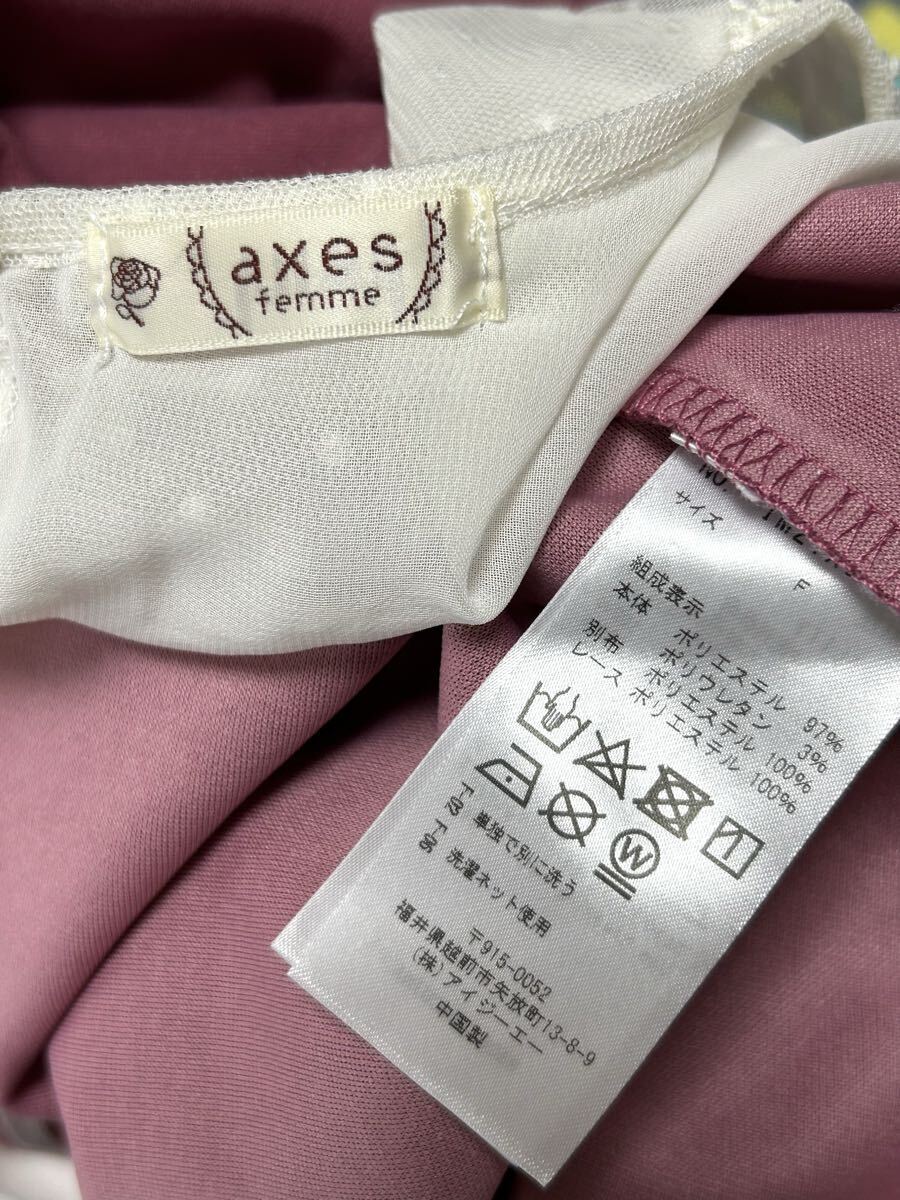 axes
femme
NO.
サイズ F
組成表示
本体 ポリエステル 97%
ポリウレタン 3%
別布 ポリエステル 100%
レース ポリエステル 100%
W
F-07 単独で別に洗う
F-06 洗濯ネット使用
〒915-0052
福井県越前市矢放町13-8-9
(株)アイジーエー
中国製